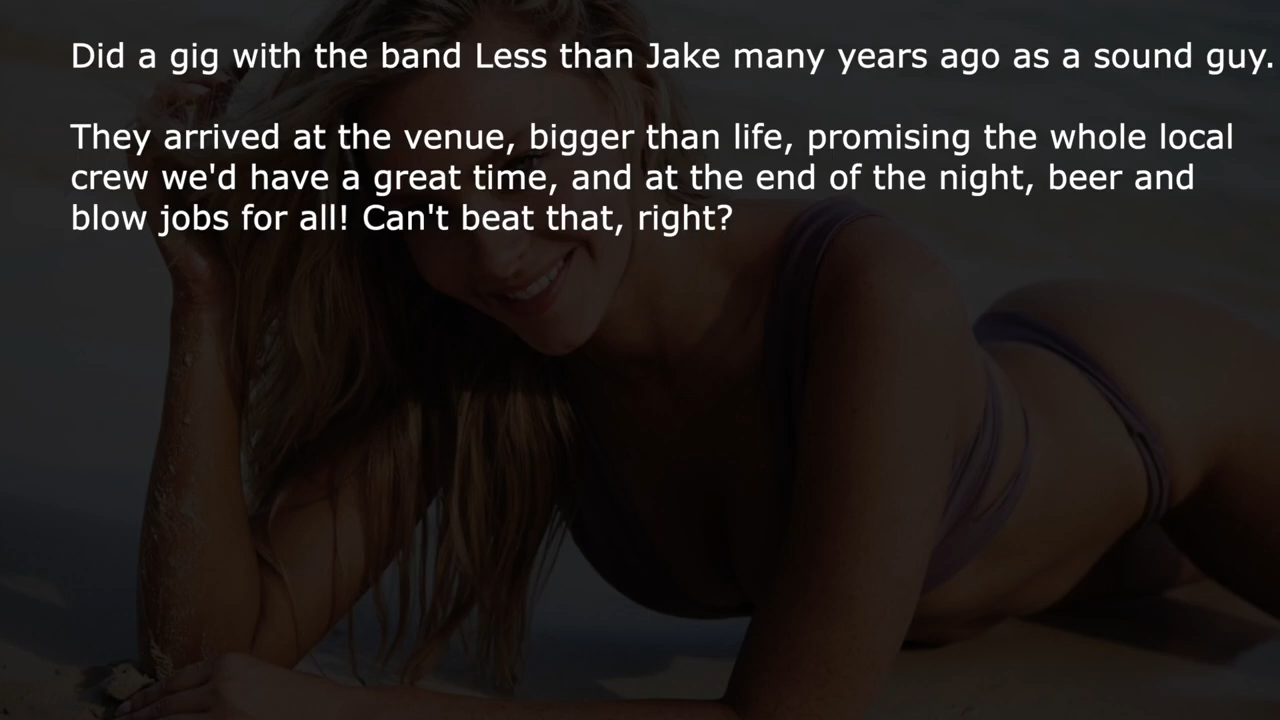 Did a gig with the band Less than Jake many years ago as a sound guy.
They arrived at the venue, bigger than life, promising the whole local
crew we'd have a great time, and at the end of the night, beer and
blow jobs for all! Can't beat that, right?